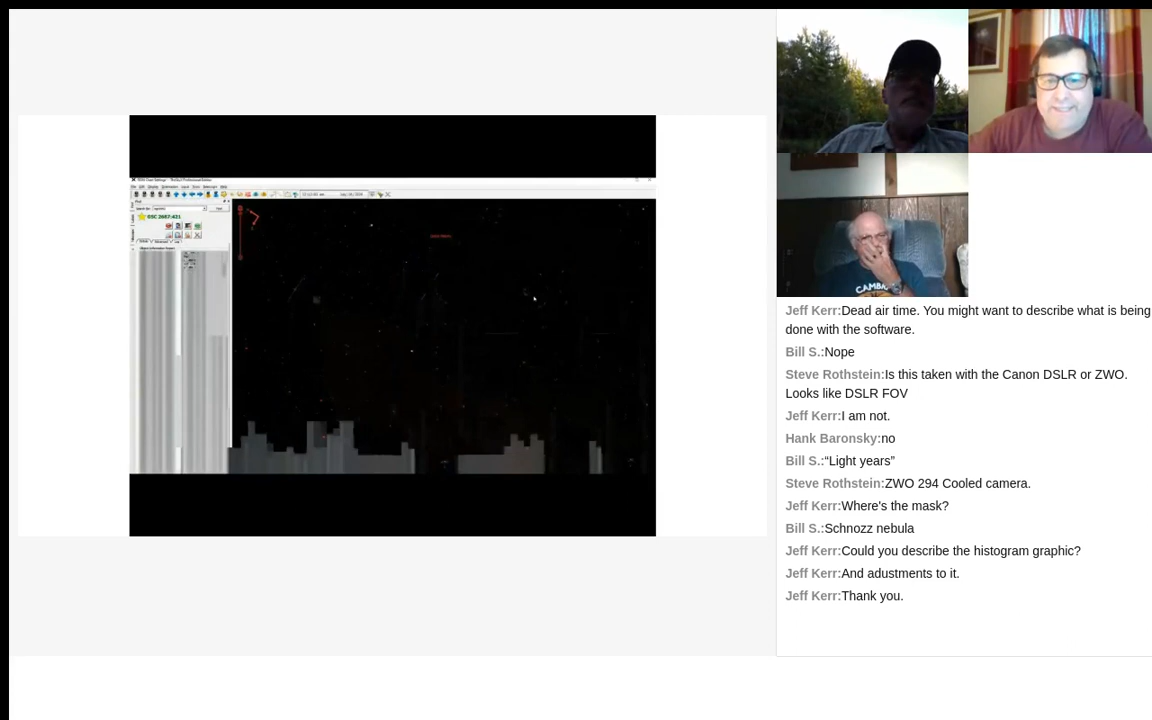 GSC 2687:431
CAMB
Jeff Kerr:Dead air time. You might want to describe what is being
done with the software.
Bill S.:Nope
Steve Rothstein:Is this taken with the Canon DSLR or ZWO.
Looks like DSLR FOV
Jeff Kerr:I am not.
Hank Baronsky:no
Bill S.:“Light years”
Steve Rothstein:ZWO 294 Cooled camera.
Jeff Kerr:Where's the mask?
Bill S.:Schnozz nebula
Jeff Kerr:Could you describe the histogram graphic?
Jeff Kerr:And adustments to it.
Jeff Kerr:Thank you.